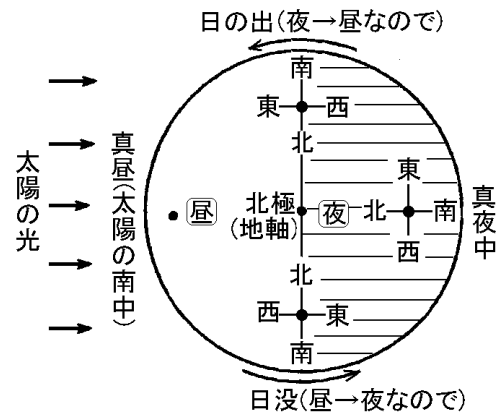 日の出(夜→昼なので)
南
東 西
北
太陽の光
真昼(太陽の南中)
昼
北極
(地軸)
夜
東
北 南
西
真夜中
北
西 東
南
日没(昼→夜なので)